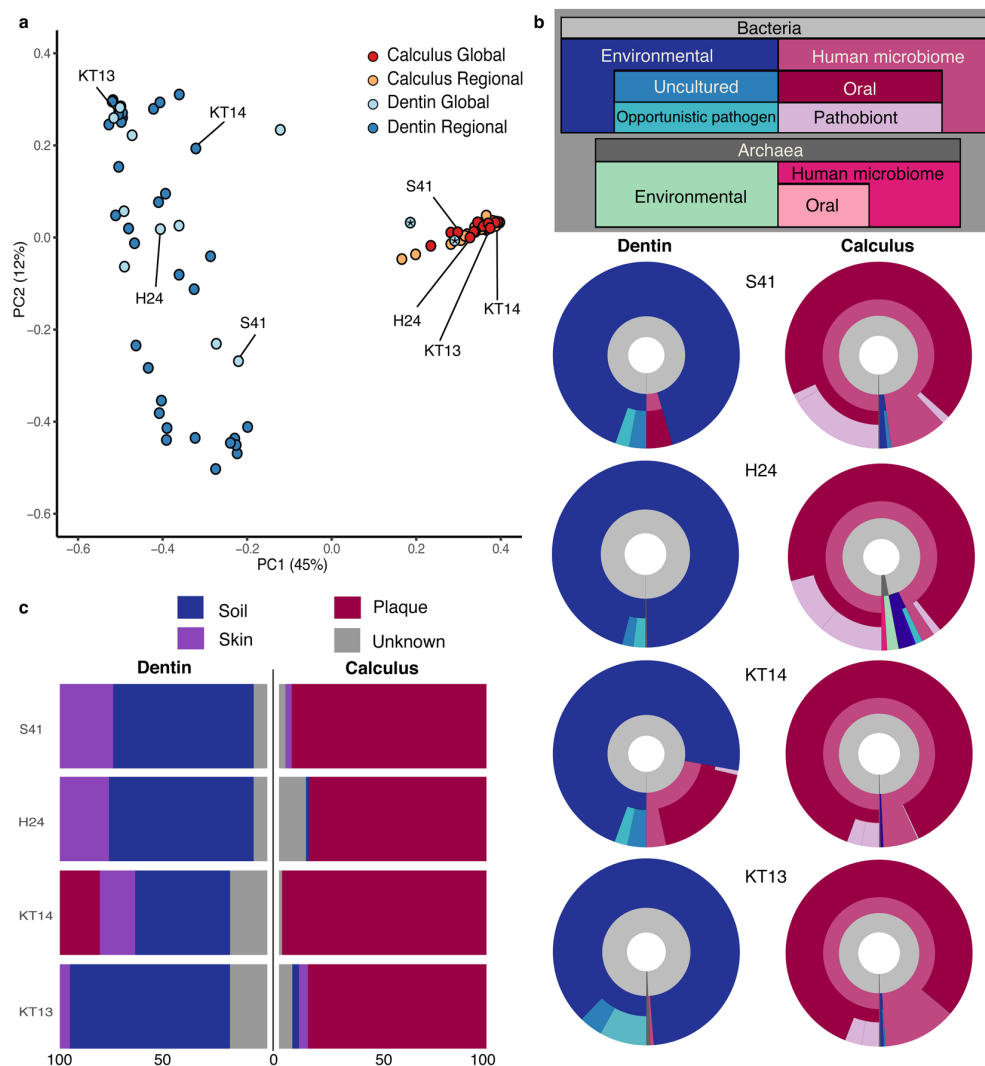 a
0.4
0.2
0.0
−0.2
−0.4
−0.6
PC2 (12%)
−0.6
−0.4
−0.2
0.0
0.2
0.4
PC1 (45%)
Calculus Global
Calculus Regional
Dentin Global
Dentin Regional
KT13
KT14
H24
S41
S41
H24
KT13
KT14
b
Bacteria
Environmental
Human microbiome
Uncultured
Oral
Opportunistic pathogen
Pathobiont
Archaea
Environmental
Human microbiome
Oral
Dentin
Calculus
S41
H24
KT14
KT13
c
Soil
Plaque
Skin
Unknown
Dentin
Calculus
S41
H24
KT14
KT13
100
50
0
50
100